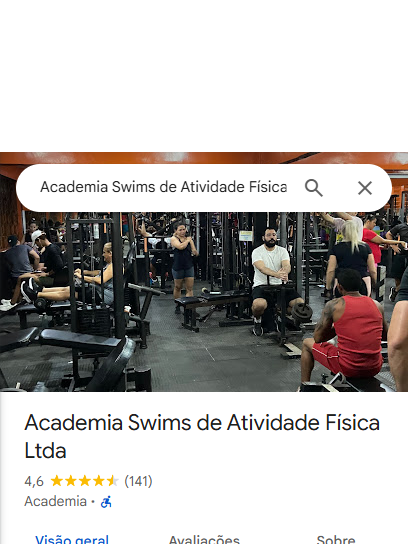 Academia Swims de Atividade Física
Academia Swims de Atividade Física
Ltda
4,6 (141)
Academia •
Visão geral Avaliações Sobre